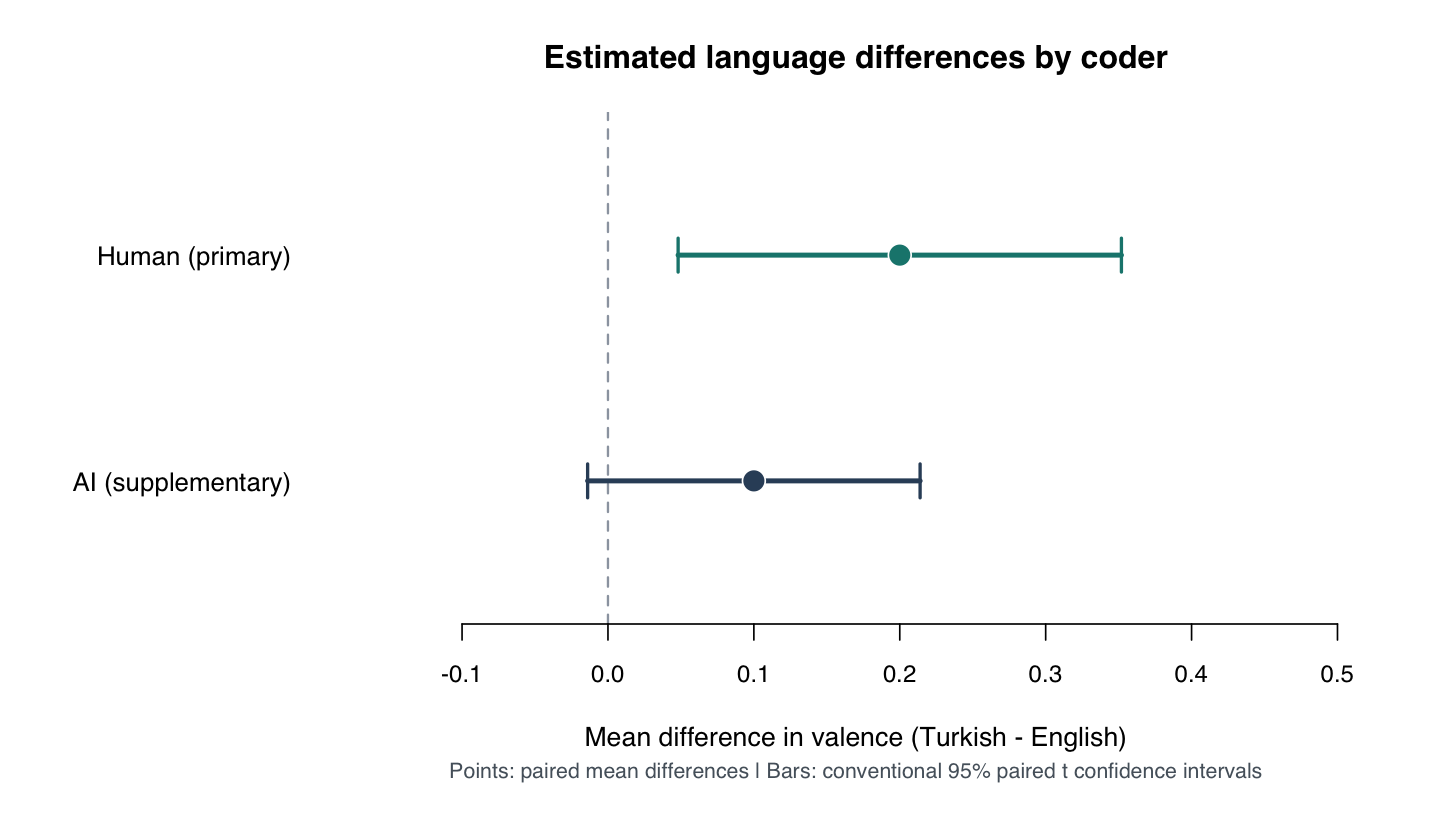 Estimated language differences by coder
Human (primary)
AI (supplementary)
-0.1 0.0 0.1 0.2 0.3 0.4 0.5
Mean difference in valence (Turkish - English)
Points: paired mean differences | Bars: conventional 95% paired t confidence intervals